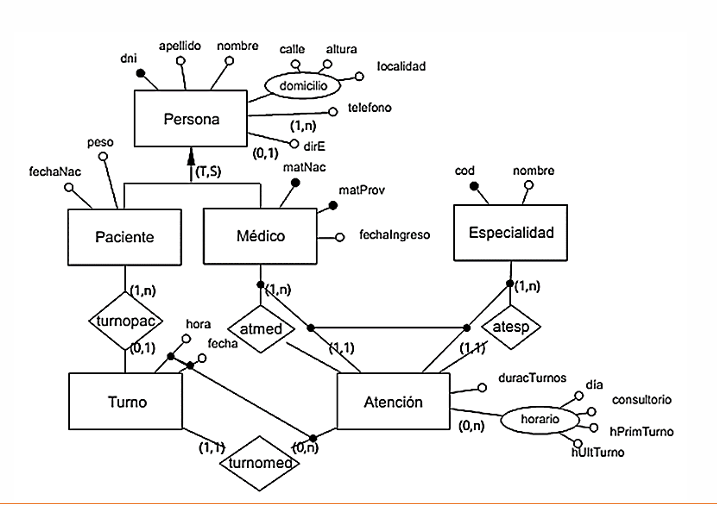 apellido nombre calle altura
dni
localidad
domicilio
Persona
telefono
(1,n)
(0,1) dirE
peso
(T,S)
matNac
fechaNac
matProv
cod nombre
Paciente
Médico
fechaIngreso
Especialidad
(1,n) (1,n) (1,n)
turnopac
hora
atmed
atesp
(0,1) (1,1) (1,1)
fecha
Turno
Atención
duracTurnos
día
consultorio
horario
(0,n)
hPrimTurno
(1,1) (0,n)
hUltTurno
turnomed